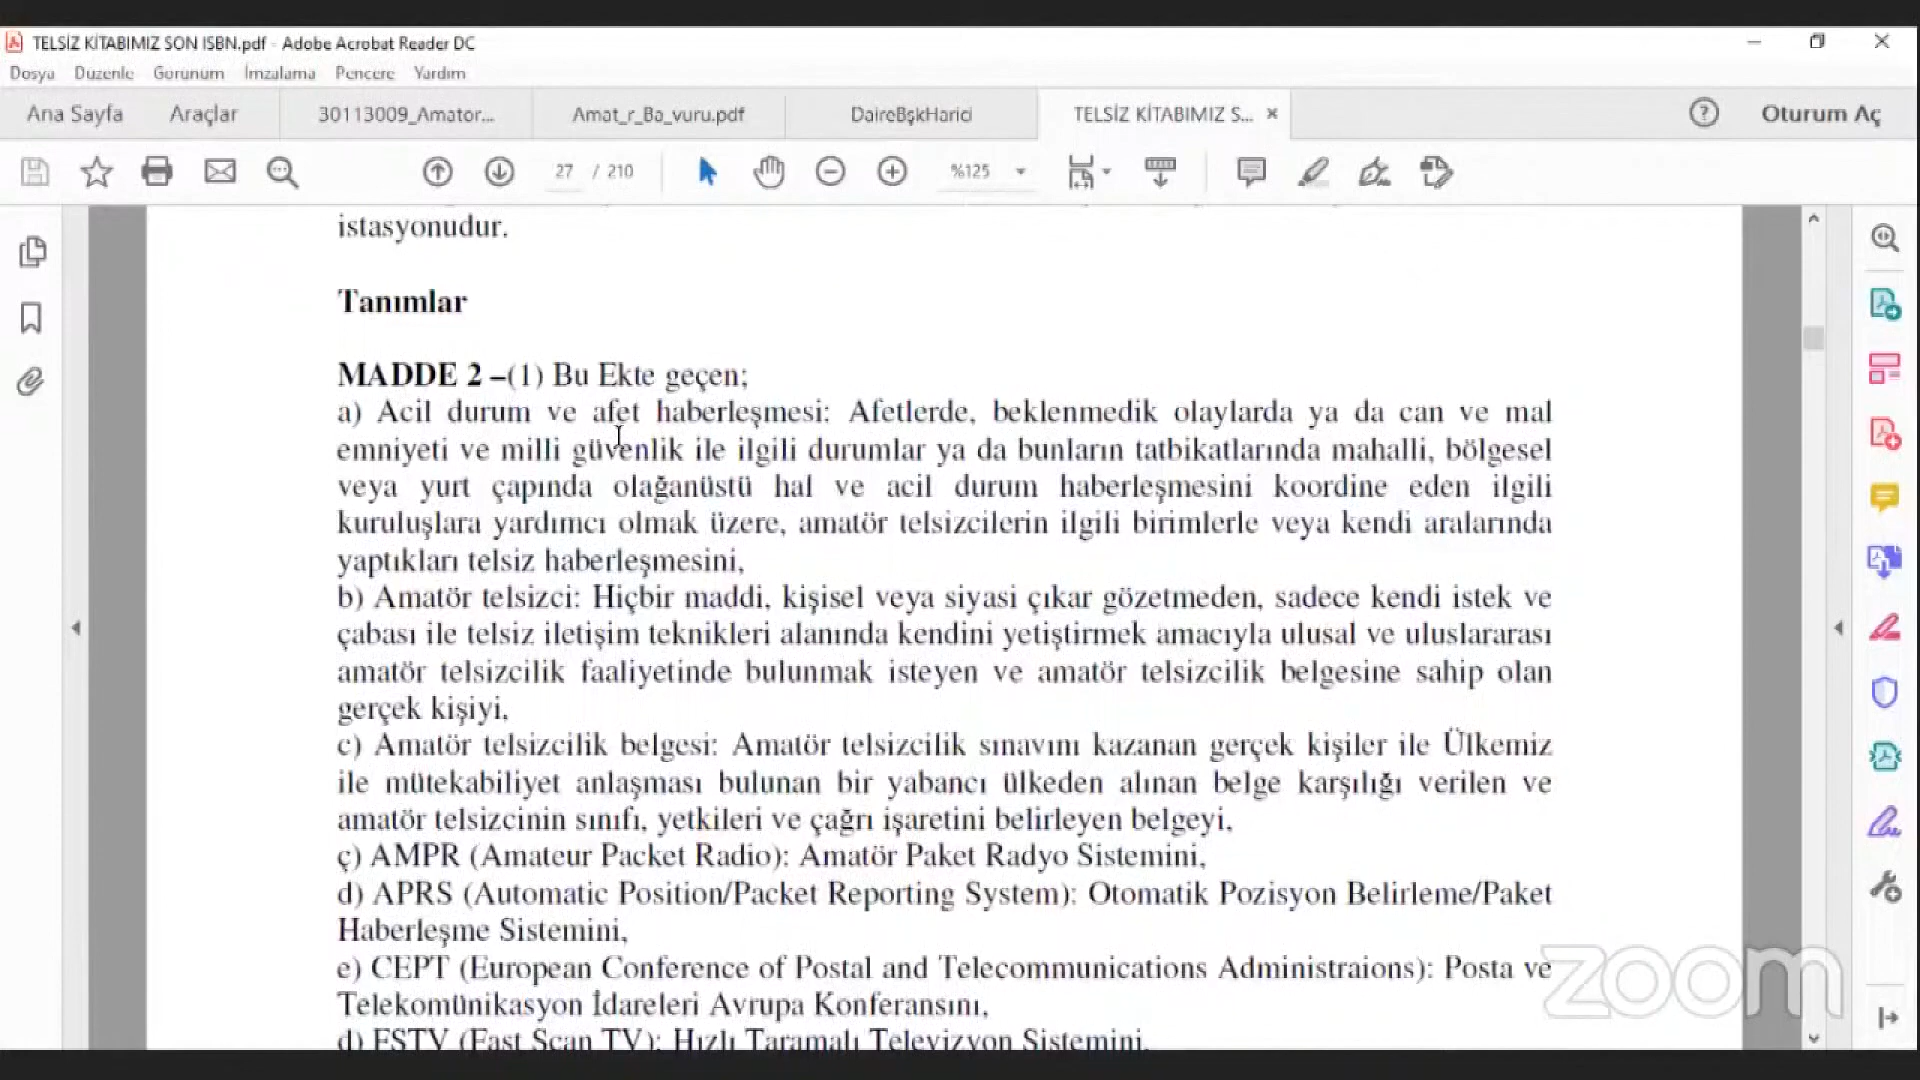 TELSİZ KİTABIMIZ SON ISBN.pdf - Adobe Acrobat Reader DC
Dosya Duzenle Gorunum İmzalama Pencere Yardım
Ana Sayfa Araçlar 30113009_Amator... Amat_r_Ba_vuru.pdf DaireBşkHarici TELSİZ KİTABIMIZ S... × Oturum Aç
27 / 210 %125
istasyonudur.
Tanımlar
MADDE 2 –(1) Bu Ekte geçen;
a) Acil durum ve afet haberleşmesi: Afetlerde, beklenmedik olaylarda ya da can ve mal
emniyeti ve milli güvenlik ile ilgili durumlar ya da bunların tatbikatlarında mahalli, bölgesel
veya yurt çapında olağanüstü hal ve acil durum haberleşmesini koordine eden ilgili
kuruluşlara yardımcı olmak üzere, amatör telsizcilerin ilgili birimlerle veya kendi aralarında
yaptıkları telsiz haberleşmesini,
b) Amatör telsizci: Hiçbir maddi, kişisel veya siyasi çıkar gözetmeden, sadece kendi istek ve
çabası ile telsiz iletişim teknikleri alanında kendini yetiştirmek amacıyla ulusal ve uluslararası
amatör telsizcilik faaliyetinde bulunmak isteyen ve amatör telsizcilik belgesine sahip olan
gerçek kişiyi,
c) Amatör telsizcilik belgesi: Amatör telsizcilik sınavını kazanan gerçek kişiler ile Ülkemiz
ile mütekabiliyet anlaşması bulunan bir yabancı ülkeden alınan belge karşılığı verilen ve
amatör telsizcinin sınıfı, yetkileri ve çağrı işaretini belirleyen belgeyi,
ç) AMPR (Amateur Packet Radio): Amatör Paket Radyo Sistemini,
d) APRS (Automatic Position/Packet Reporting System): Otomatik Pozisyon Belirleme/Paket
Haberleşme Sistemini,
e) CEPT (European Conference of Postal and Telecommunications Administraions): Posta ve
Telekomünikasyon İdareleri Avrupa Konferansını,
d) FSTV (Fast Scan TV): Hızlı Taramalı Televizyon Sistemini,
zoom